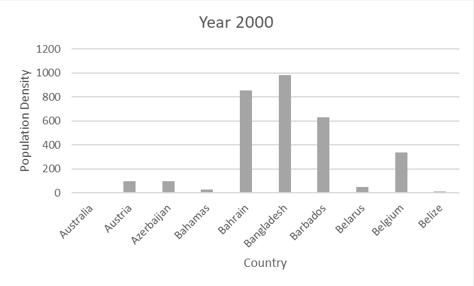 Year 2000
Population Density
1200
1000
800
600
400
200
0
Australia
Austria
Azerbaijan
Bahamas
Bahrain
Bangladesh
Barbados
Belarus
Belgium
Belize
Country